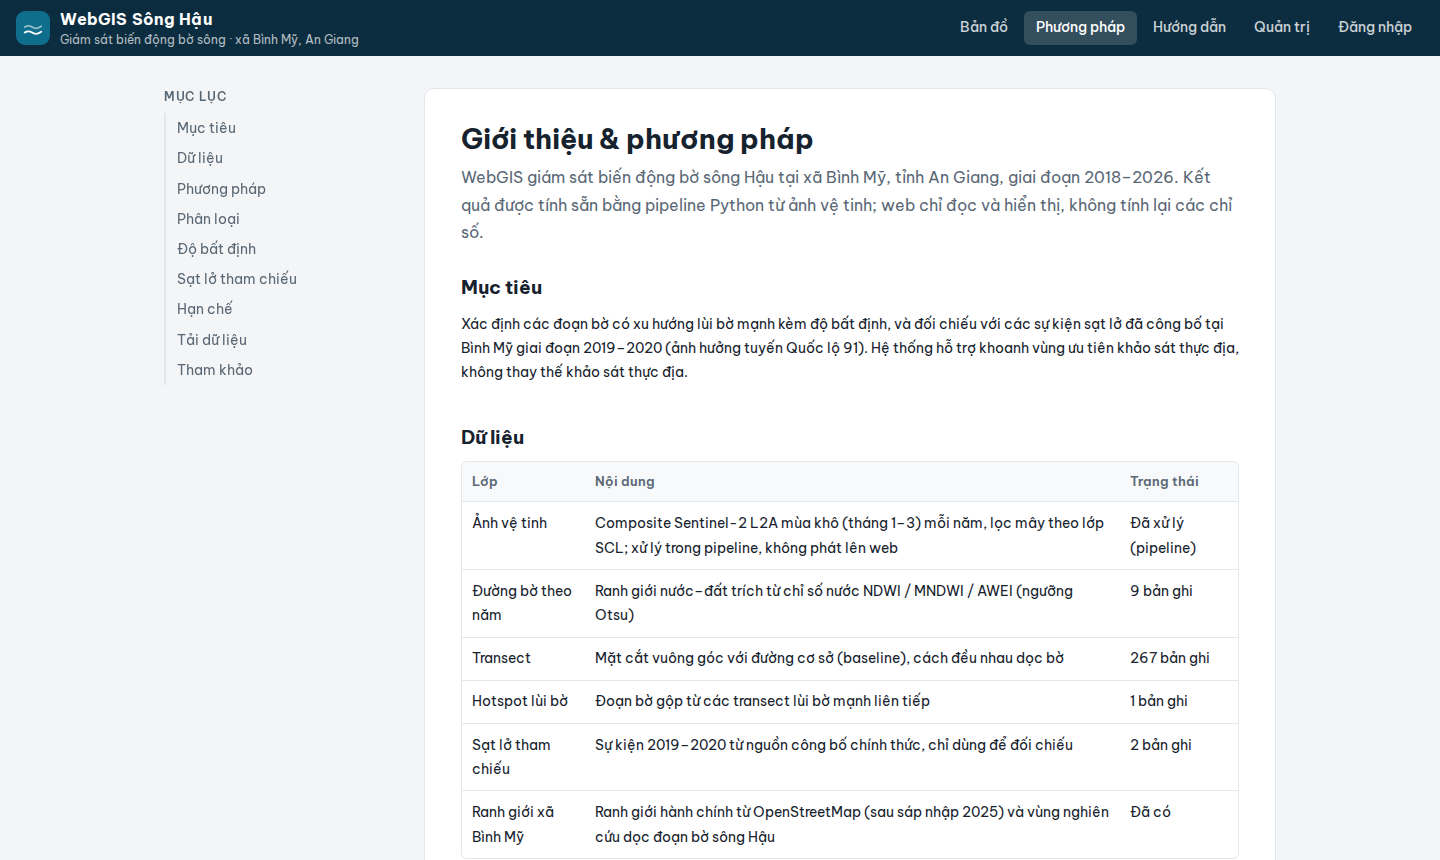 WebGIS Sông Hậu
Giám sát biến động bờ sông · xã Bình Mỹ, An Giang
Bản đồ
Phương pháp
Hướng dẫn
Quản trị
Đăng nhập
MỤC LỤC
Mục tiêu
Dữ liệu
Phương pháp
Phân loại
Độ bất định
Sạt lở tham chiếu
Hạn chế
Tải dữ liệu
Tham khảo
Giới thiệu & phương pháp
WebGIS giám sát biến động bờ sông Hậu tại xã Bình Mỹ, tỉnh An Giang, giai đoạn 2018–2026. Kết
quả được tính sẵn bằng pipeline Python từ ảnh vệ tinh; web chỉ đọc và hiển thị, không tính lại các chỉ
số.
Mục tiêu
Xác định các đoạn bờ có xu hướng lùi bờ mạnh kèm độ bất định, và đối chiếu với các sự kiện sạt lở đã công bố tại
Bình Mỹ giai đoạn 2019–2020 (ảnh hưởng tuyến Quốc lộ 91). Hệ thống hỗ trợ khoanh vùng ưu tiên khảo sát thực địa,
không thay thế khảo sát thực địa.
Dữ liệu
Lớp
Nội dung
Trạng thái
Ảnh vệ tinh
Composite Sentinel-2 L2A mùa khô (tháng 1–3) mỗi năm, lọc mây theo lớp
SCL; xử lý trong pipeline, không phát lên web
Đã xử lý
(pipeline)
Đường bờ theo
năm
Ranh giới nước–đất trích từ chỉ số nước NDWI / MNDWI / AWEI (ngưỡng
Otsu)
9 bản ghi
Transect
Mặt cắt vuông góc với đường cơ sở (baseline), cách đều nhau dọc bờ
267 bản ghi
Hotspot lùi bờ
Đoạn bờ gộp từ các transect lùi bờ mạnh liên tiếp
1 bản ghi
Sạt lở tham
chiếu
Sự kiện 2019–2020 từ nguồn công bố chính thức, chỉ dùng để đối chiếu
2 bản ghi
Ranh giới xã
Bình Mỹ
Ranh giới hành chính từ OpenStreetMap (sau sáp nhập 2025) và vùng nghiên
cứu dọc đoạn bờ sông Hậu
Đã có